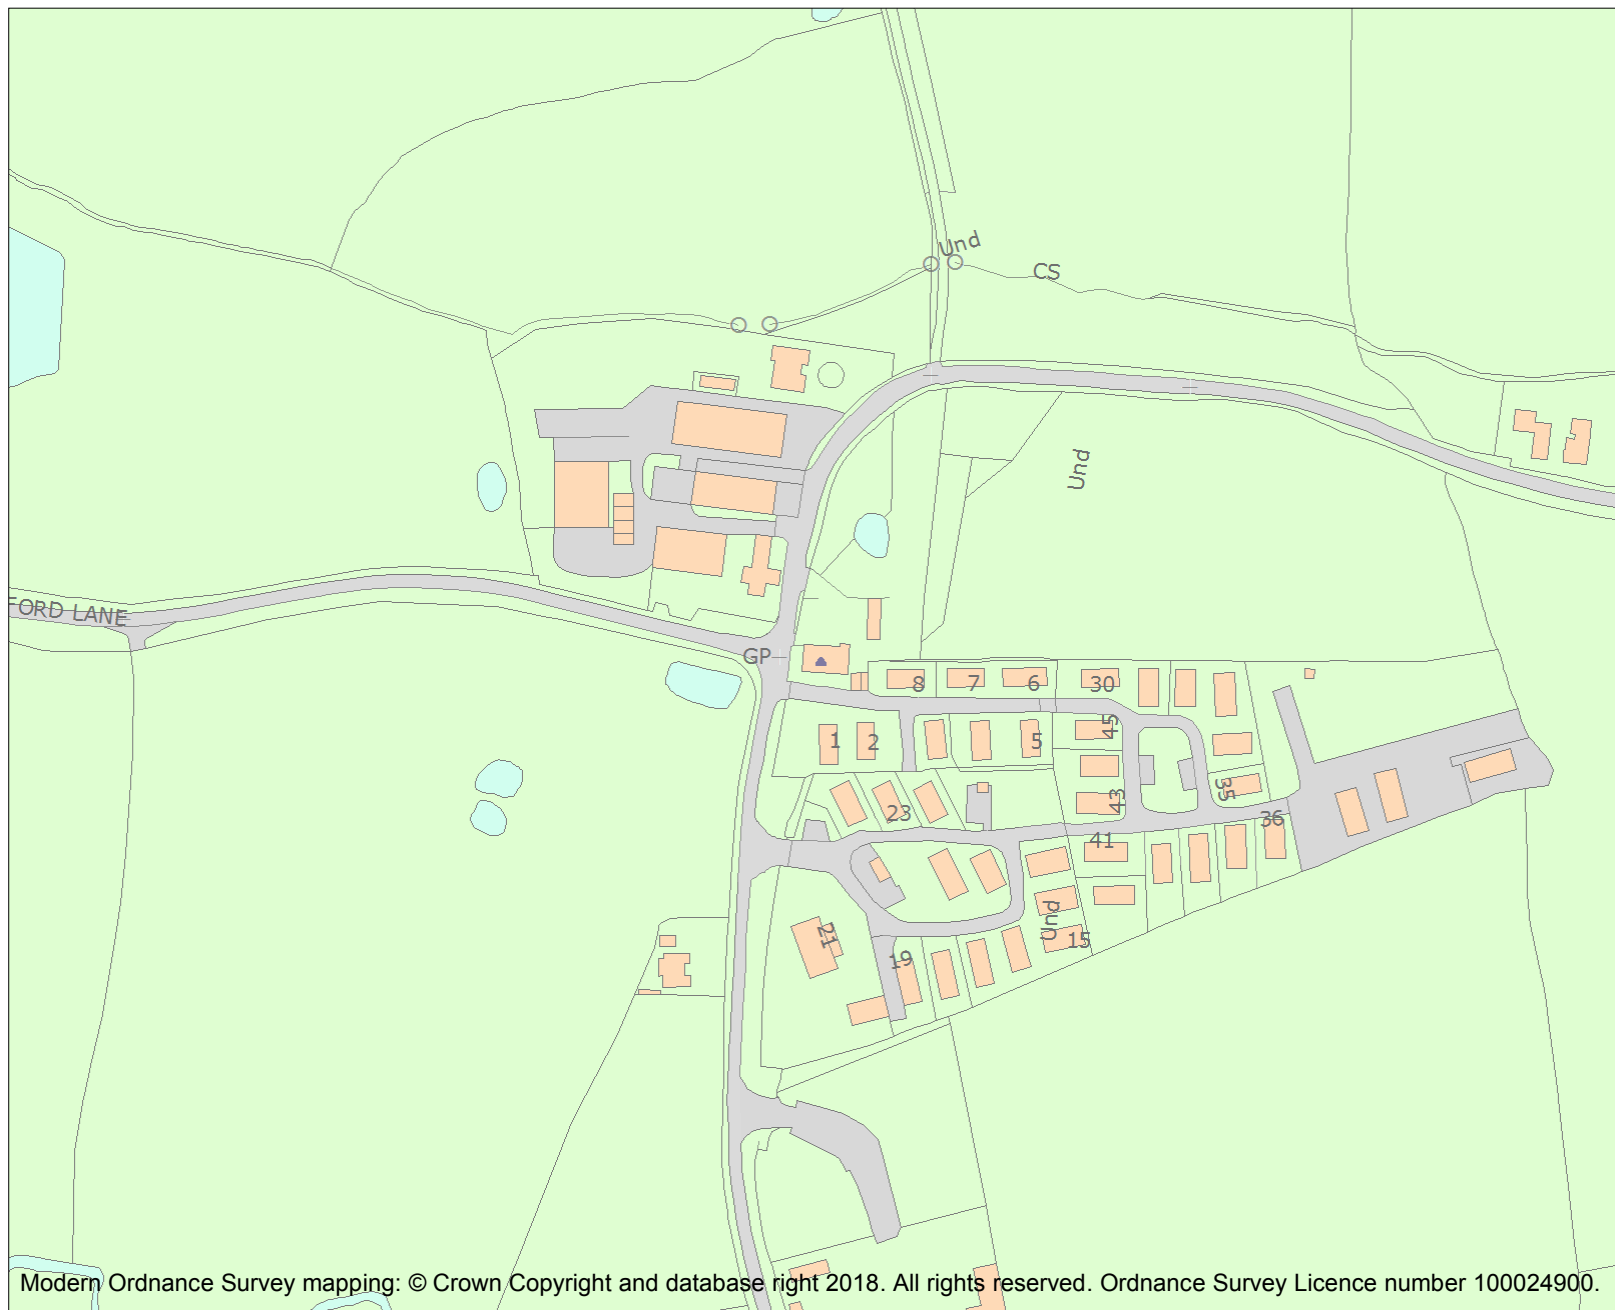 Und
CS
Und
FORD LANE
GP
8
7
6
30
1
2
5
45
43
35
36
23
41
21
19
Und
15
Modern Ordnance Survey mapping: © Crown Copyright and database right 2018. All rights reserved. Ordnance Survey Licence number 100024900.